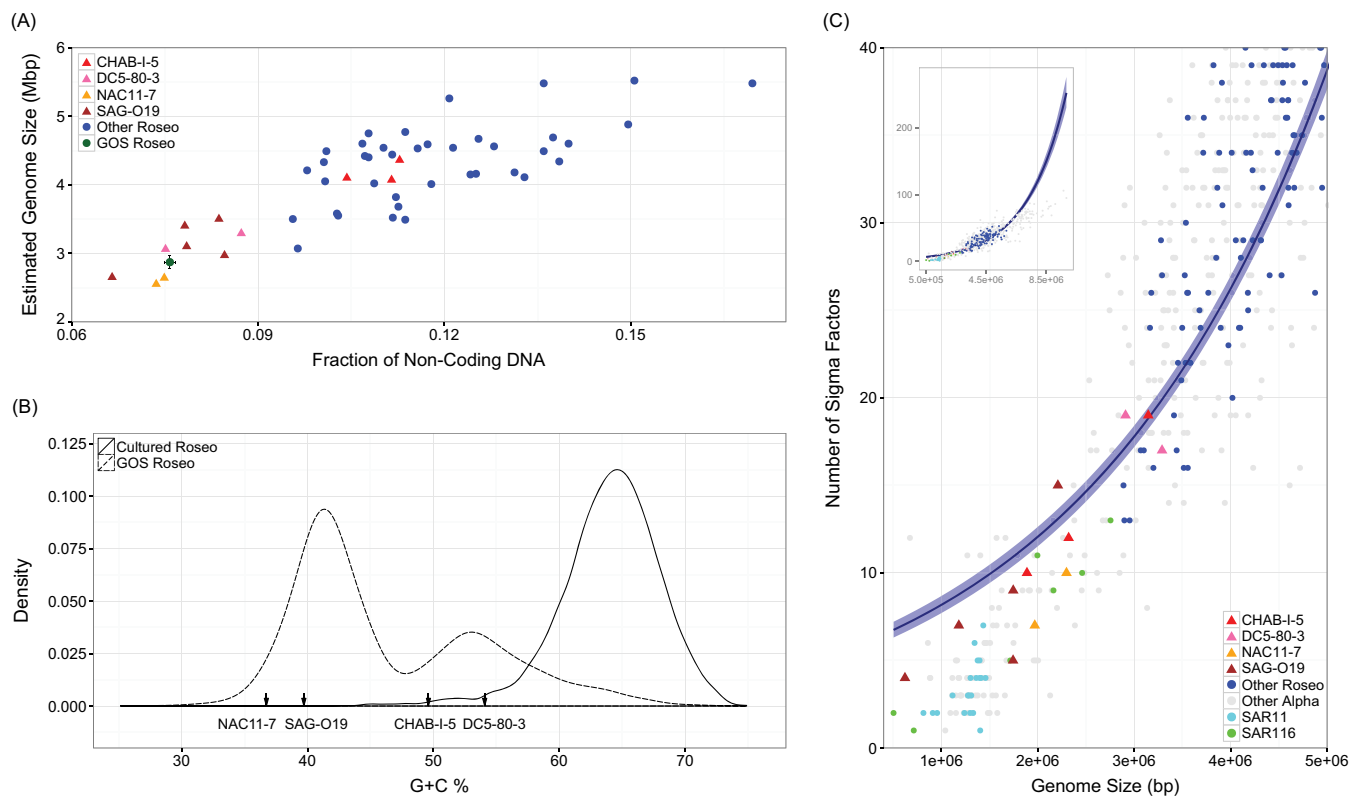 (A)
Estimated Genome Size (Mbp)
6
5
4
3
2
CHAB-I-5
DC5-80-3
NAC11-7
SAG-O19
Other Roseo
GOS Roseo
0.06
0.09
0.12
0.15
Fraction of Non-Coding DNA
(B)
Density
0.125
0.100
0.075
0.050
0.025
0.000
Cultured Roseo
GOS Roseo
NAC11-7
SAG-O19
CHAB-I-5
DC5-80-3
30
40
50
60
70
G+C %
(C)
Number of Sigma Factors
40
30
20
10
0
200
100
0
5.0e+05
4.5e+06
8.5e+06
CHAB-I-5
DC5-80-3
NAC11-7
SAG-O19
Other Roseo
Other Alpha
SAR11
SAR116
1e+06
2e+06
3e+06
4e+06
5e+06
Genome Size (bp)